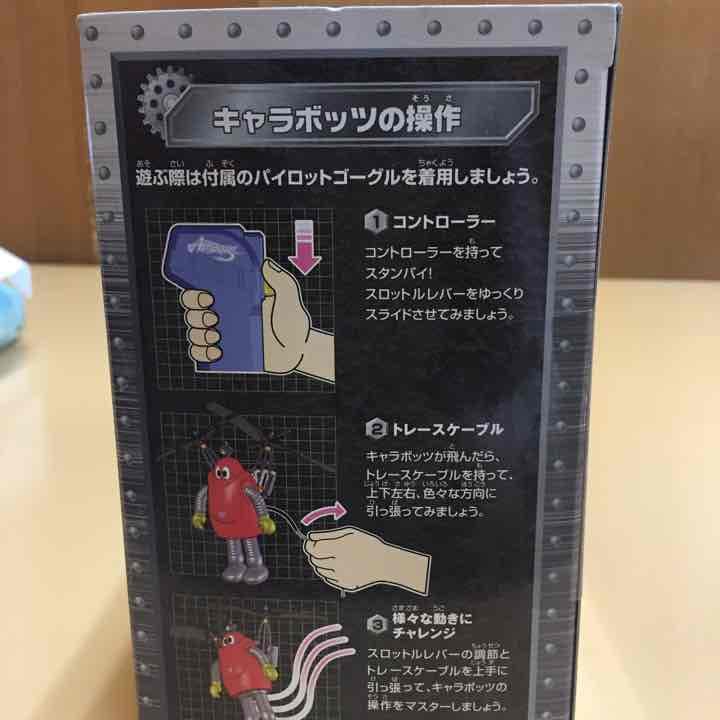 キャラボッツの操作
遊ぶ際は付属のパイロットゴーグルを着用しましょう。
1 コントローラー
コントローラーを持って
スタンバイ!
スロットルレバーをゆっくり
スライドさせてみましょう。
2 トレースケーブル
キャラボッツが飛んだら、
トレースケーブルを持って、
上下左右、色々な方向に
引っ張ってみましょう。
3 様々な動きに
チャレンジ
スロットルレバーの調節と
トレースケーブルを上手に
引っ張って、キャラボッツの
操作をマスターしましょう。